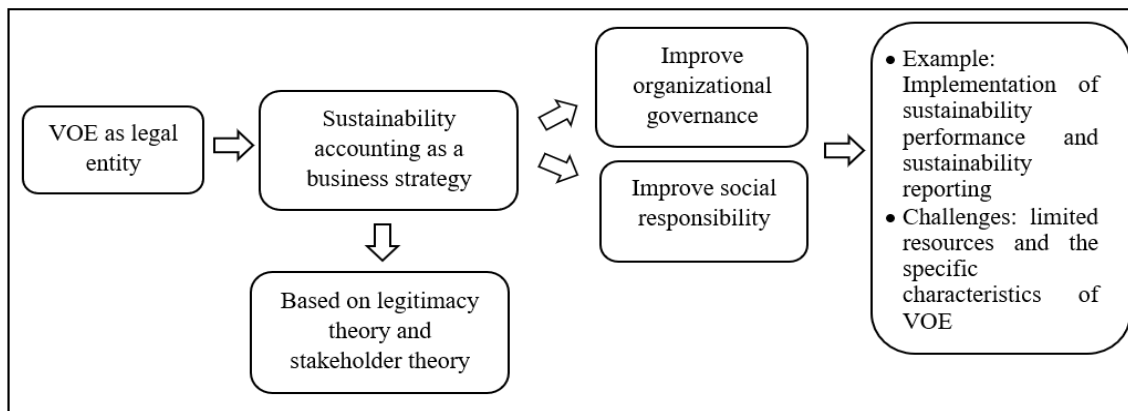 VOE as legal
entity
Sustainability
accounting as a
business strategy
Based on legitimacy
theory and
stakeholder theory
Improve
organizational
governance
Improve social
responsibility
• Example:
Implementation of
sustainability
performance and
sustainability
reporting
• Challenges: limited
resources and the
specific
characteristics of
VOE